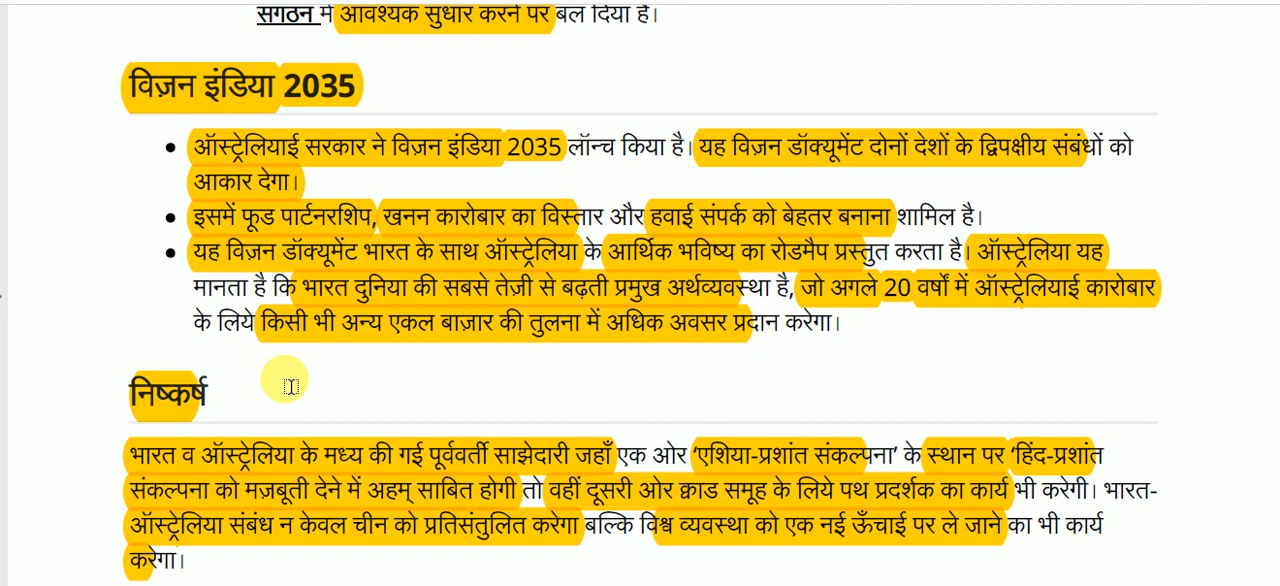 संगठन में आवश्यक सुधार करने पर बल दिया है।
विज़न इंडिया 2035
• ऑस्ट्रेलियाई सरकार ने विज़न इंडिया 2035 लॉन्च किया है। यह विज़न डॉक्यूमेंट दोनों देशों के द्विपक्षीय संबंधों को
आकार देगा।
• इसमें फूड पार्टनरशिप, खनन कारोबार का विस्तार और हवाई संपर्क को बेहतर बनाना शामिल है।
• यह विज़न डॉक्यूमेंट भारत के साथ ऑस्ट्रेलिया के आर्थिक भविष्य का रोडमैप प्रस्तुत करता है। ऑस्ट्रेलिया यह
मानता है कि भारत दुनिया की सबसे तेज़ी से बढ़ती प्रमुख अर्थव्यवस्था है, जो अगले 20 वर्षों में ऑस्ट्रेलियाई कारोबार
के लिये किसी भी अन्य एकल बाज़ार की तुलना में अधिक अवसर प्रदान करेगा।
निष्कर्ष
भारत व ऑस्ट्रेलिया के मध्य की गई पूर्ववर्ती साझेदारी जहाँ एक ओर ‘एशिया-प्रशांत संकल्पना’ के स्थान पर ‘हिंद-प्रशांत
संकल्पना को मज़बूती देने में अहम् साबित होगी तो वहीं दूसरी ओर क्वाड समूह के लिये पथ प्रदर्शक का कार्य भी करेगी। भारत-
ऑस्ट्रेलिया संबंध न केवल चीन को प्रतिसंतुलित करेगा बल्कि विश्व व्यवस्था को एक नई ऊँचाई पर ले जाने का भी कार्य
करेगा।